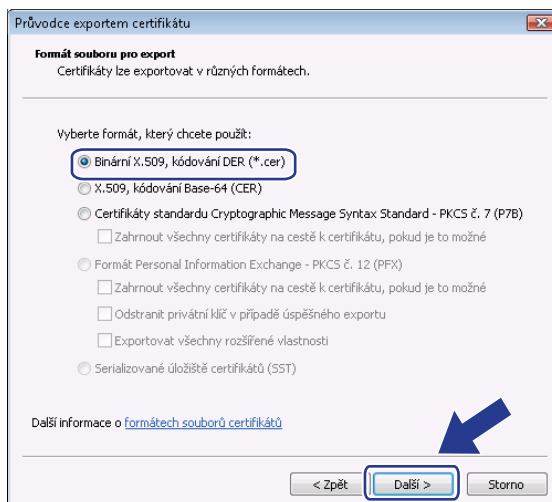 Průvodce exportem certifikátu
Formát souboru pro export
Certifikáty lze exportovat v různých formátech.
Vyberte formát, který chcete použít:
Binární X.509, kódování DER (*.cer)
X.509, kódování Base-64 (CER)
Certifikáty standardu Cryptographic Message Syntax Standard - PKCS č. 7 (P7B)
Zahrnout všechny certifikáty na cestě k certifikátu, pokud je to možné
Formát Personal Information Exchange - PKCS č. 12 (PFX)
Zahrnout všechny certifikáty na cestě k certifikátu, pokud je to možné
Odstranit privátní klíč v případě úspěšného exportu
Exportovat všechny rozšířené vlastnosti
Serializované úložiště certifikátů (SST)
Další informace o formátech souborů certifikátů
< Zpět Další > Storno